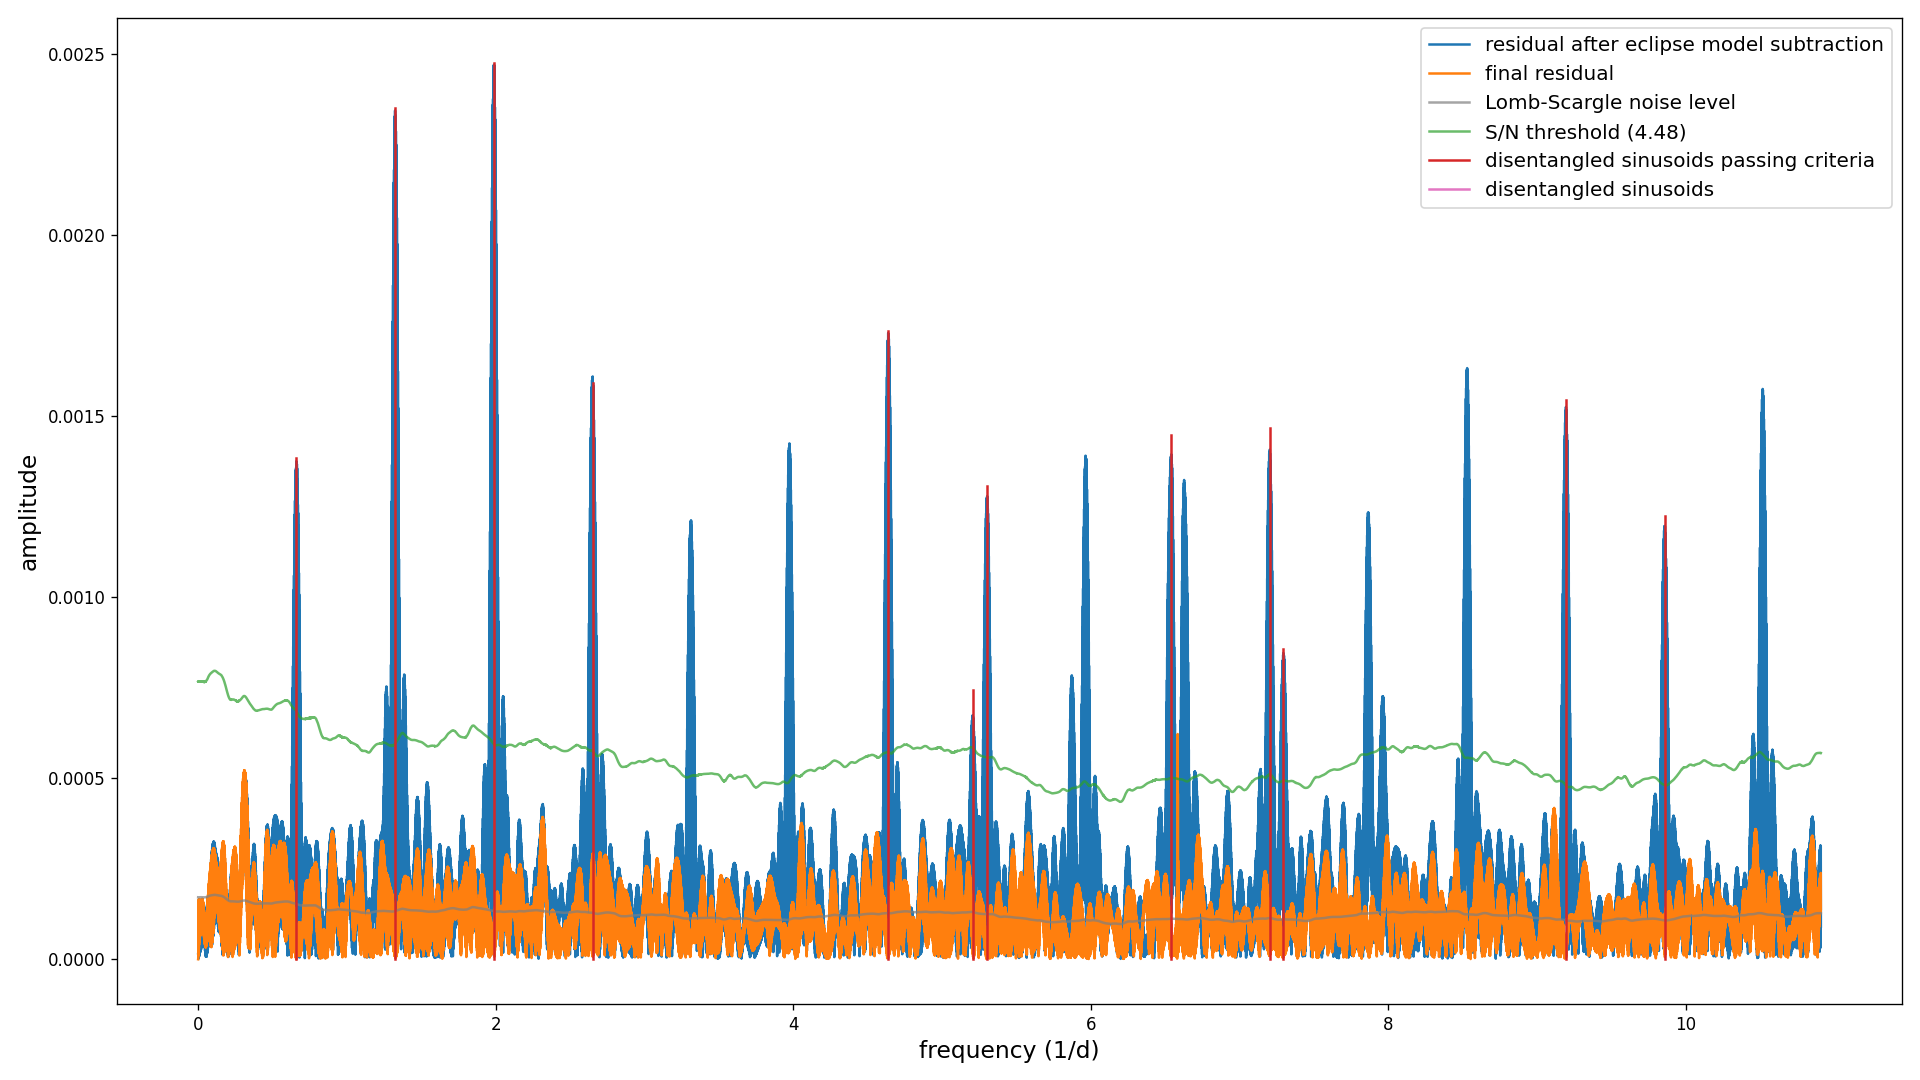 residual after eclipse model subtraction
final residual
Lomb-Scargle noise level
S/N threshold (4.48)
disentangled sinusoids passing criteria
disentangled sinusoids
0.0025
0.0020
0.0015
0.0010
0.0005
0.0000
amplitude
0 2 4 6 8 10
frequency (1/d)